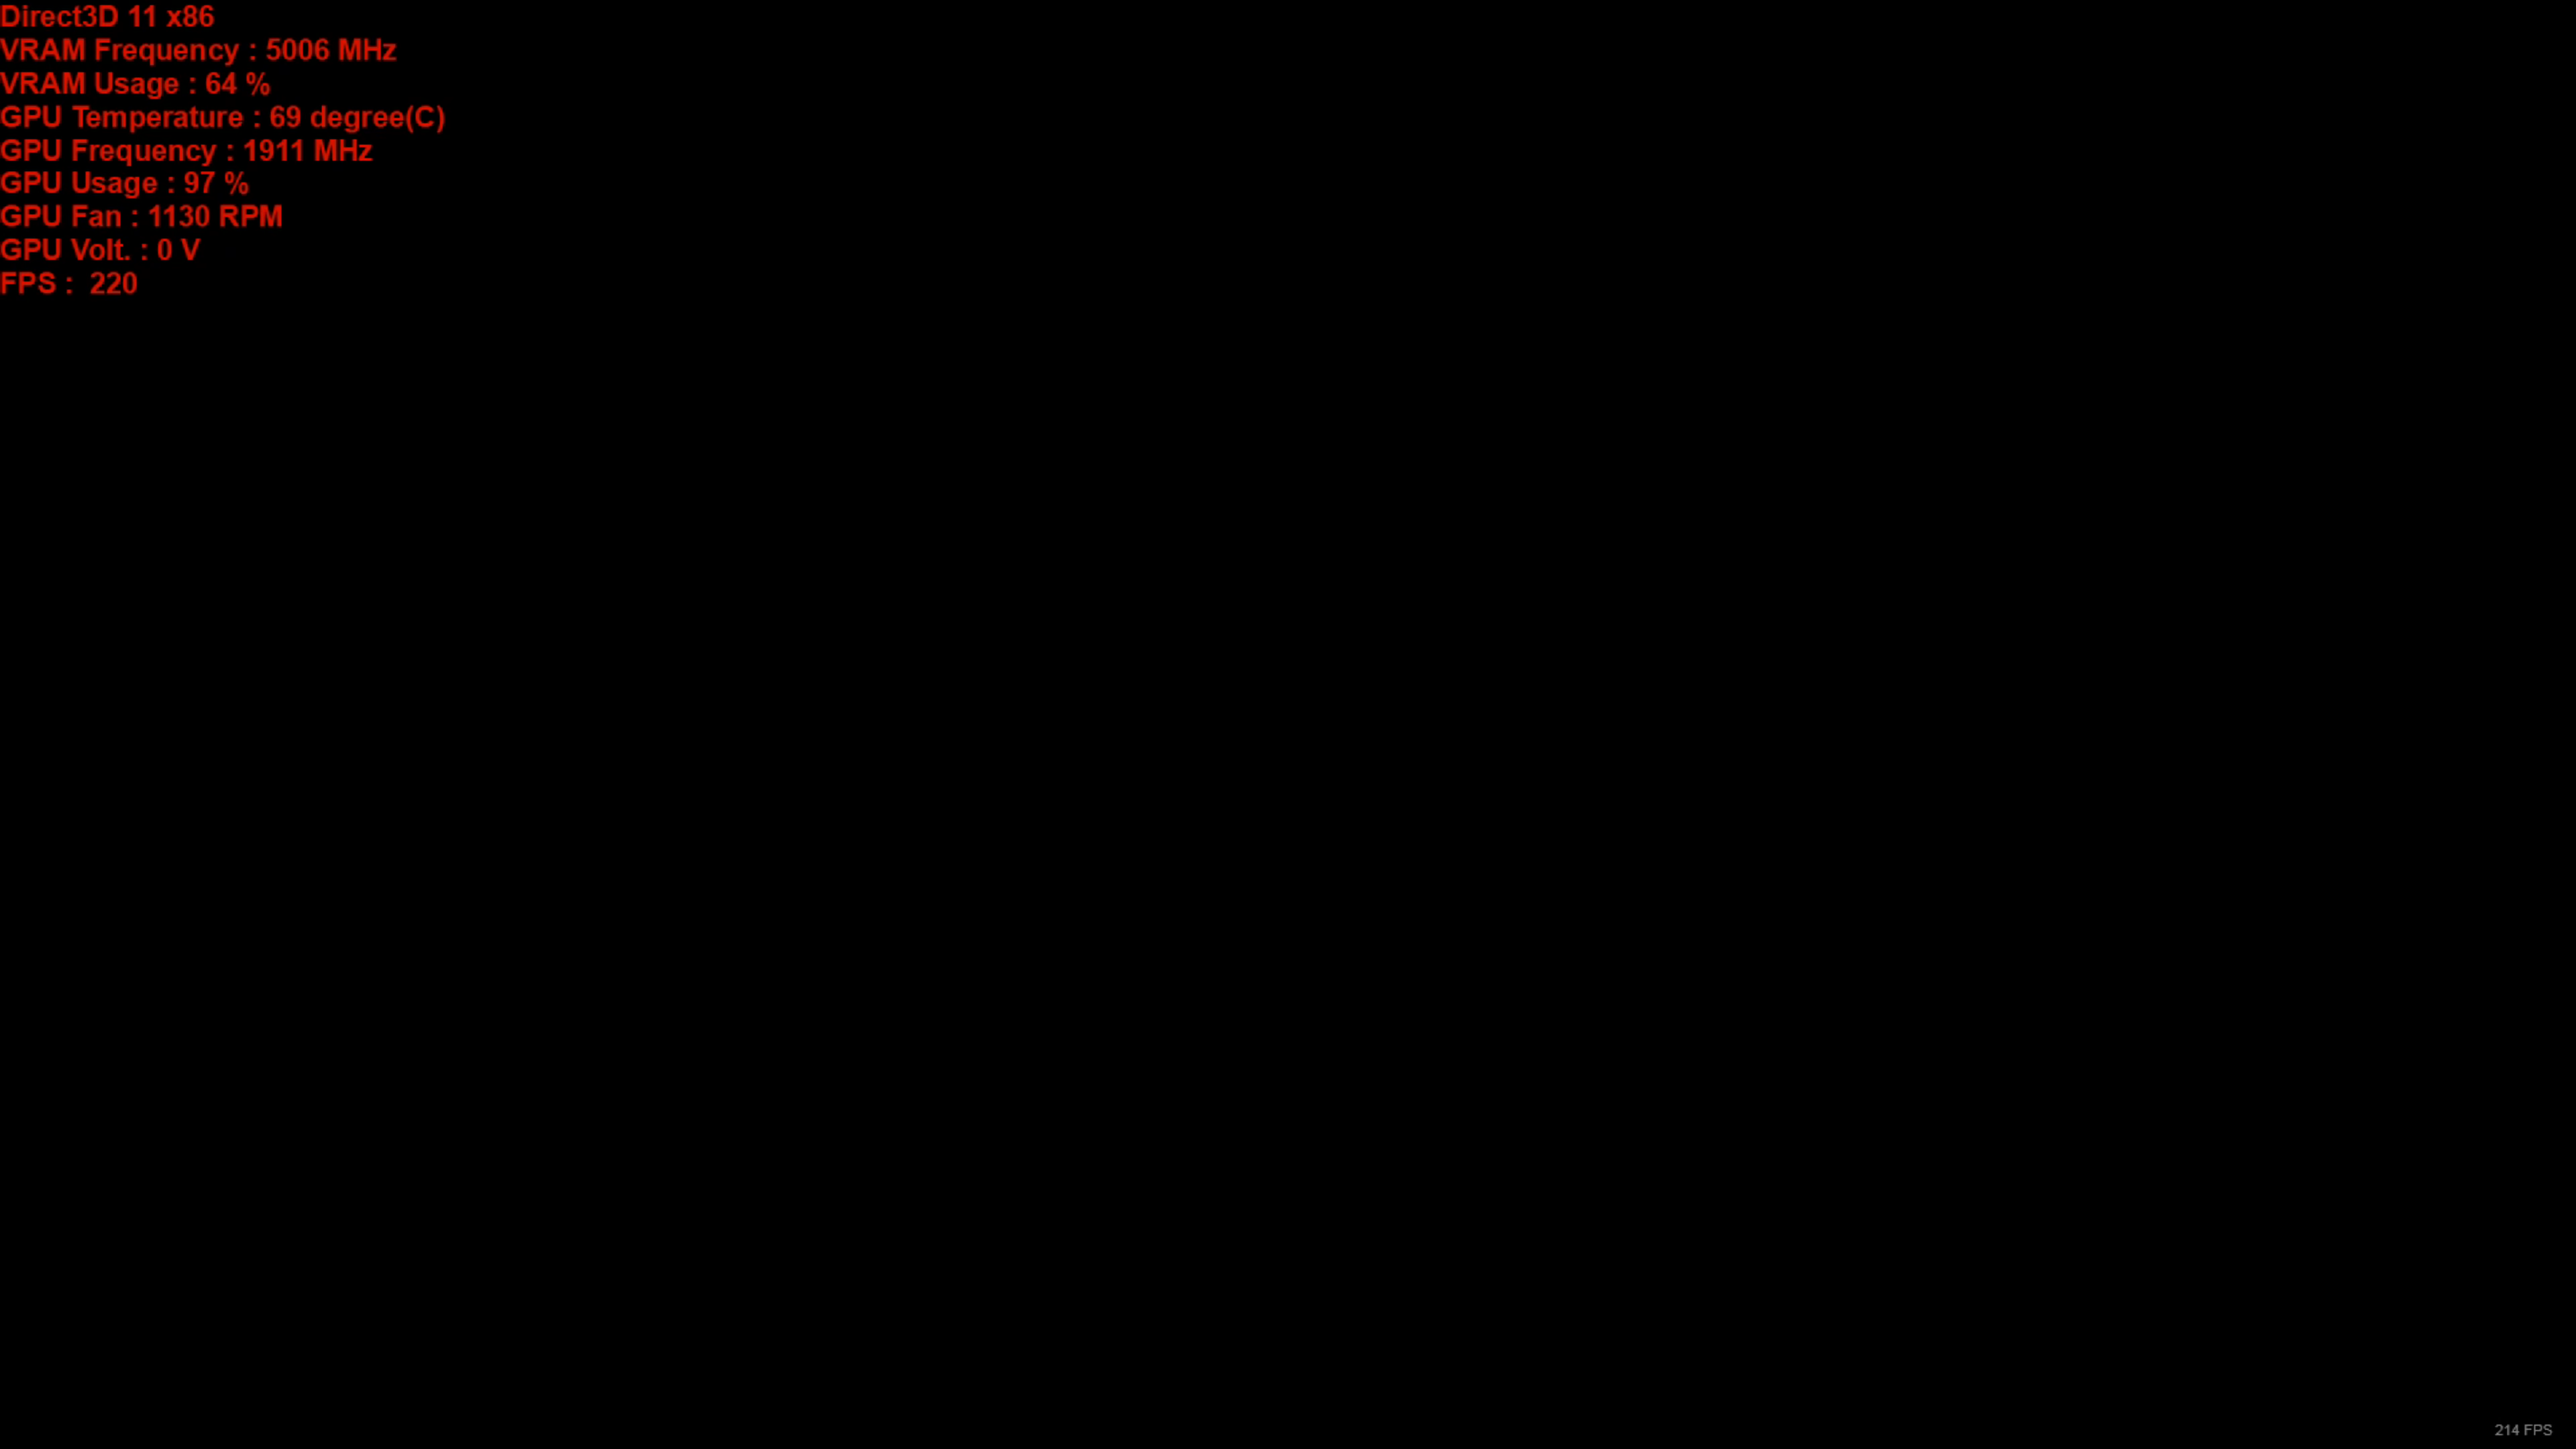 Direct3D 11 x86
VRAM Frequency : 5006 MHz
VRAM Usage : 64 %
GPU Temperature : 69 degree(C)
GPU Frequency : 1911 MHz
GPU Usage : 97 %
GPU Fan : 1130 RPM
GPU Volt. : 0 V
FPS :  220
214 FPS